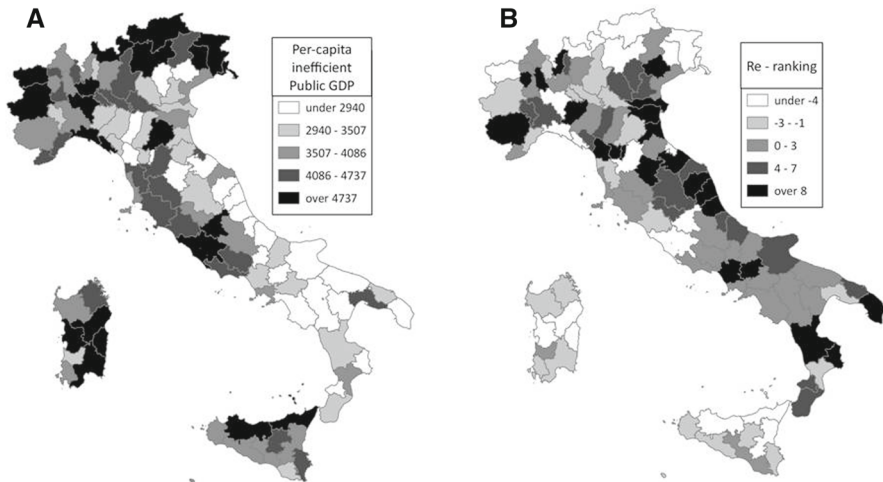 A
Per-capita
inefficient
Public GDP
under 2940
2940 - 3507
3507 - 4086
4086 - 4737
over 4737
B
Re - ranking
under -4
-3 - -1
0 - 3
4 - 7
over 8